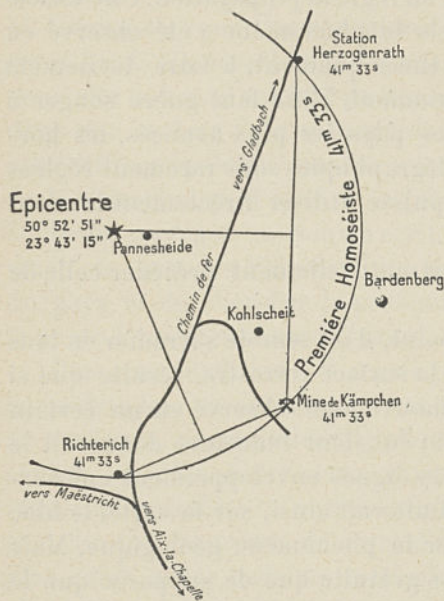 Station
Herzogenrath
41ᵐ 33ˢ
vers Gladbach
Première Homoséiste 41ᵐ 33ˢ
Epicentre
50° 52' 51"
23° 43' 15"
Pannesheide
Chemin de fer
Bardenberg
Kohlscheit
Mine de Kämpchen
41ᵐ 33ˢ
Richterich
41ᵐ 33ˢ
vers Maëstricht
vers Aix-la-Chapelle